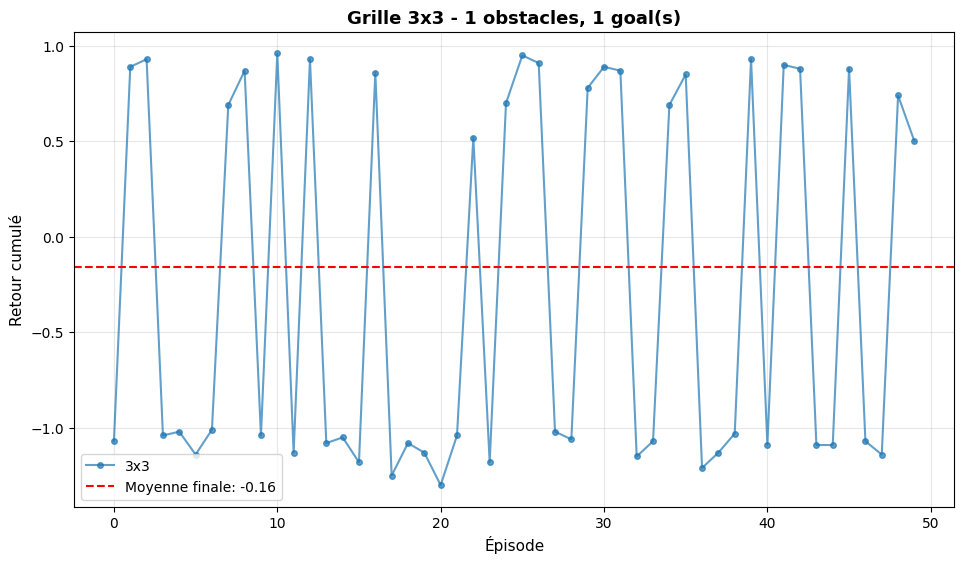 Grille 3x3 - 1 obstacles, 1 goal(s)
Retour cumulé
1.0
0.5
0.0
−0.5
−1.0
3x3
Moyenne finale: -0.16
0
10
20
30
40
50
Épisode